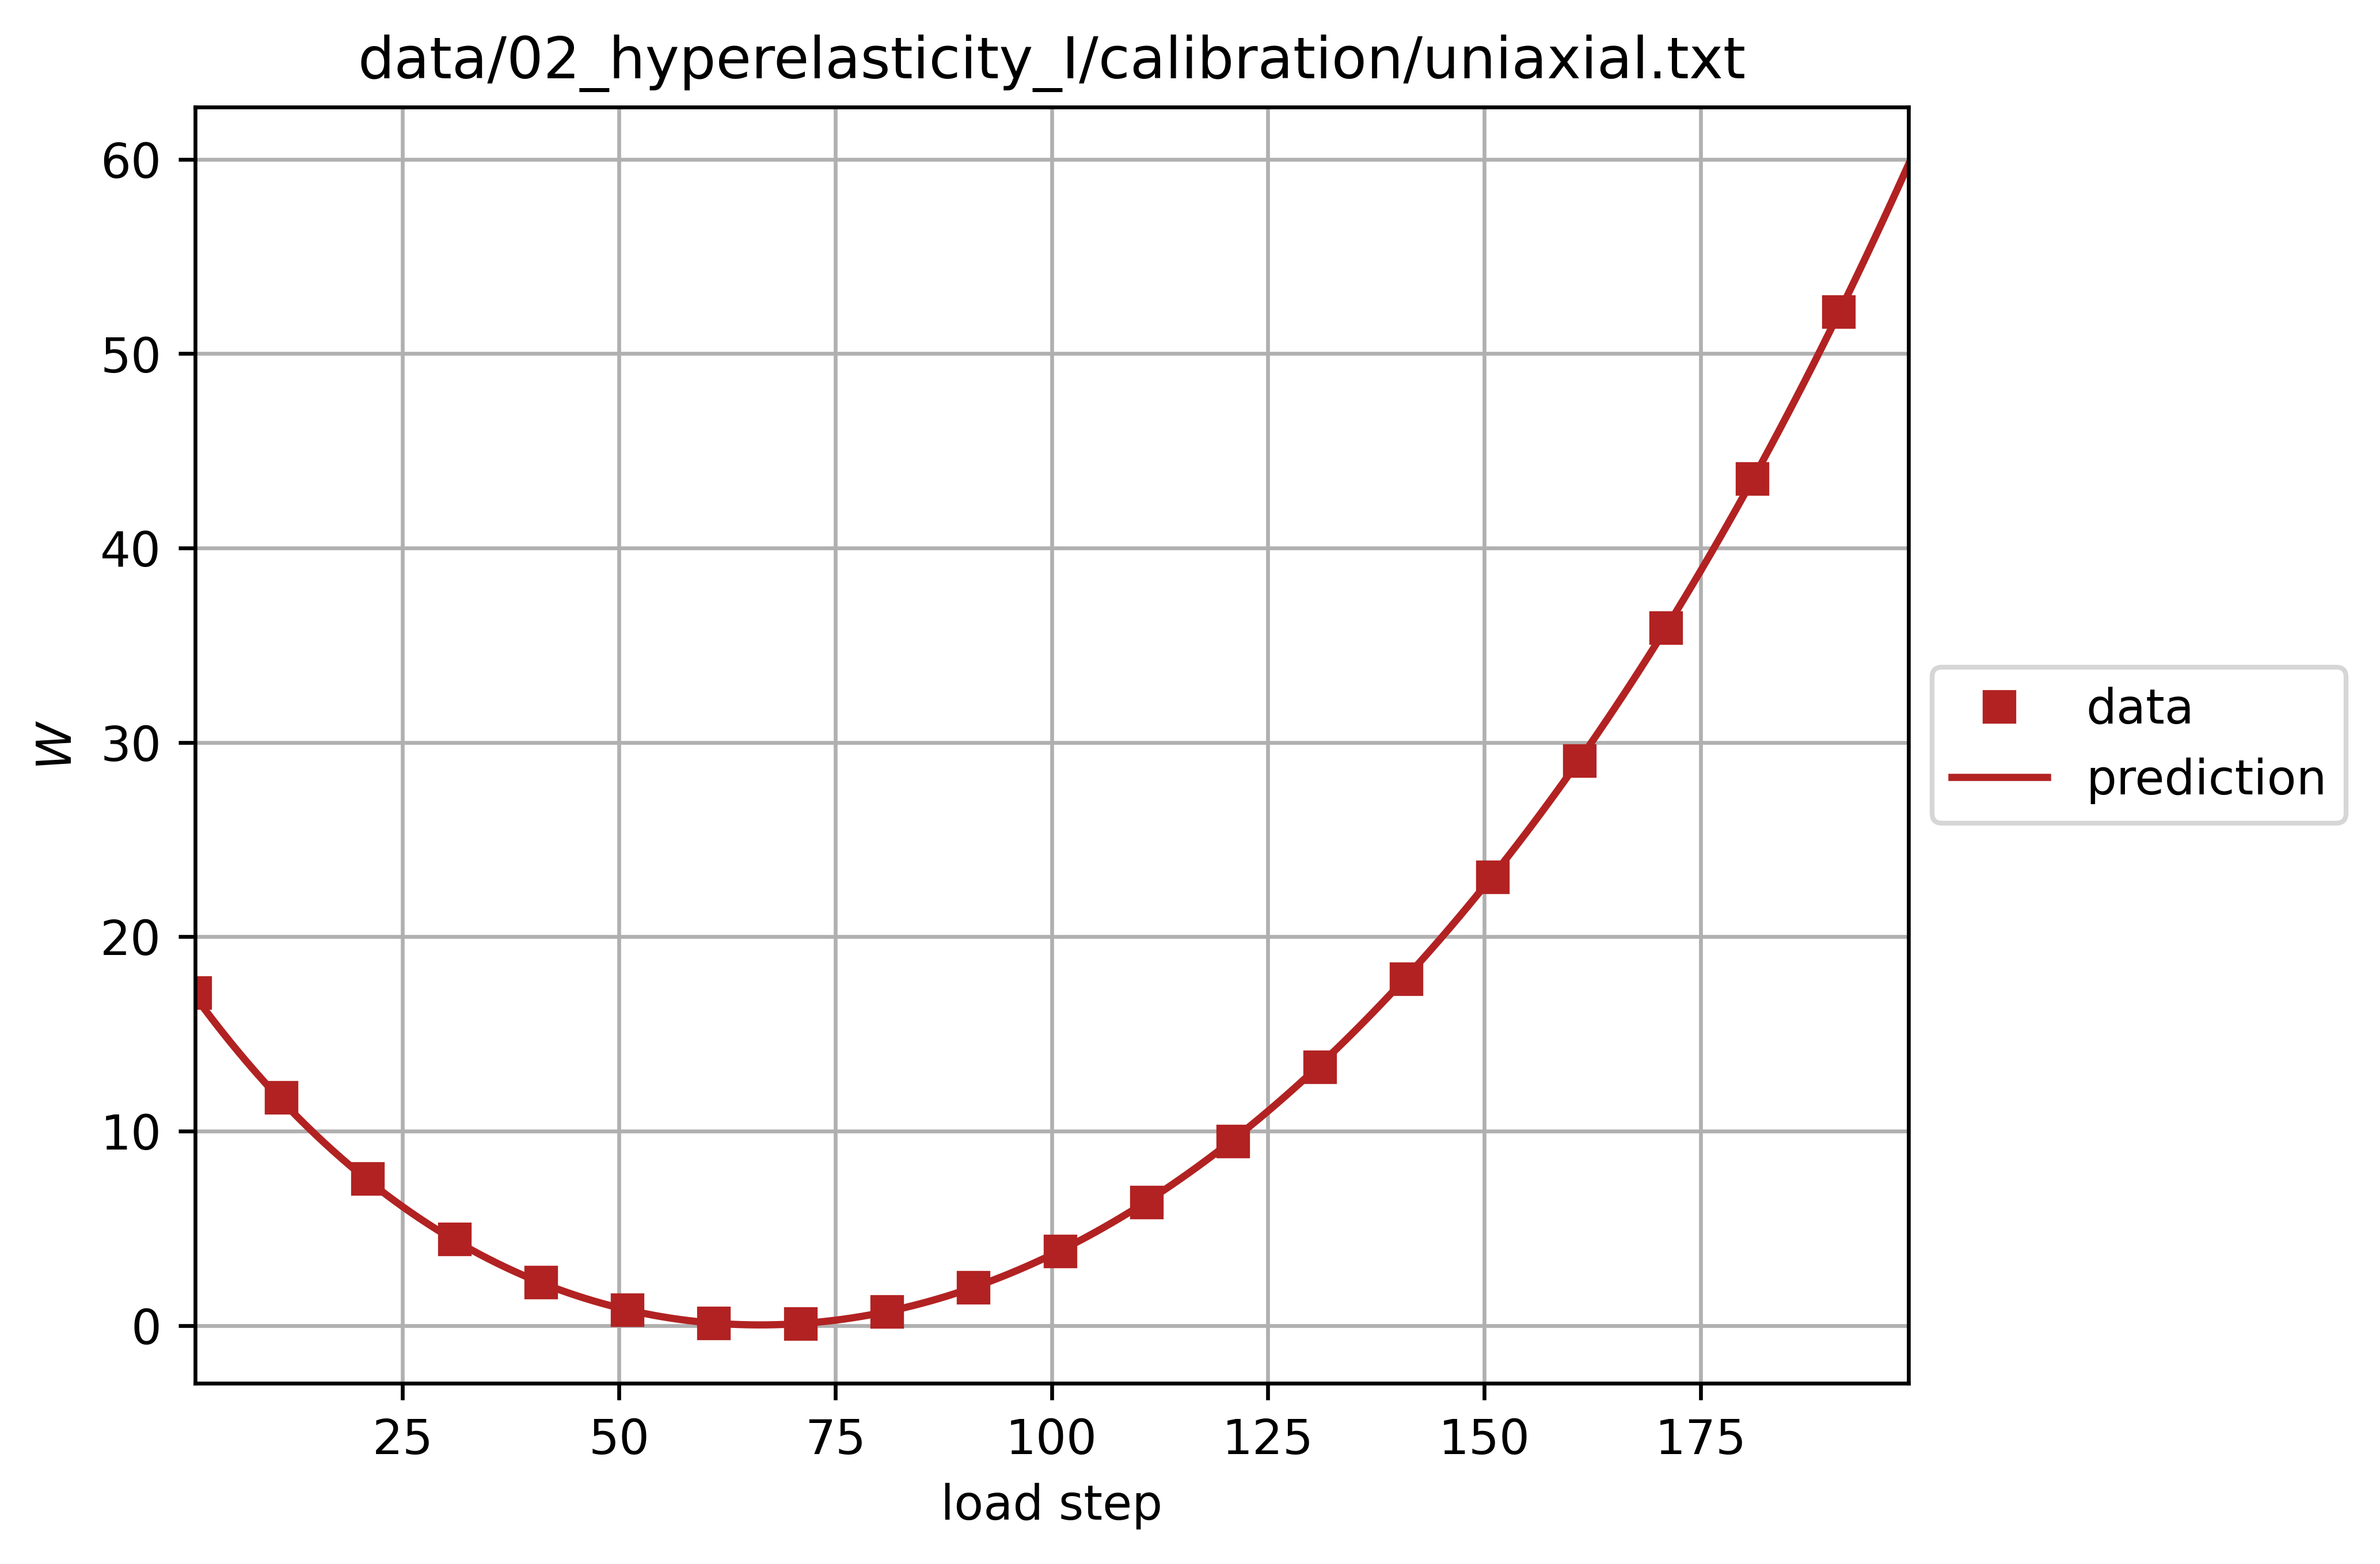 data/02_hyperelasticity_I/calibration/uniaxial.txt
60
50
40
30
20
10
0
W
25 50 75 100 125 150 175
load step
data
prediction